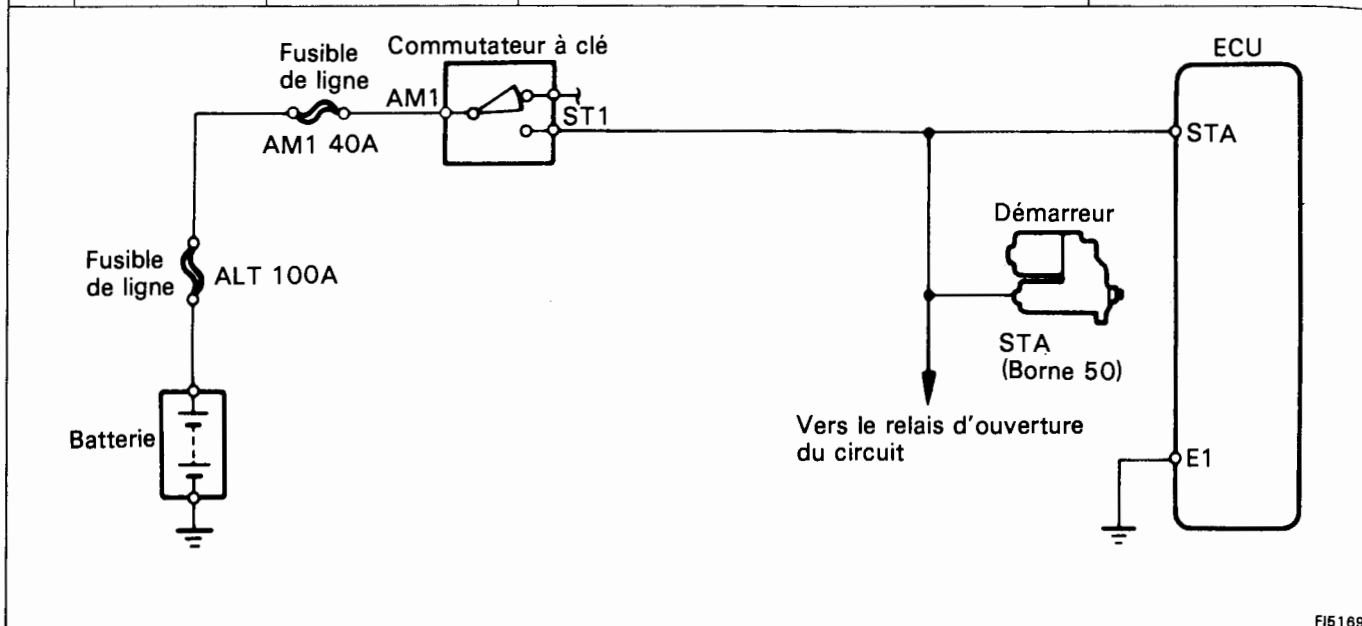 Fusible
de ligne
Commutateur à clé
ECU
AM1
ST1
AM1 40A
STA
Démarreur
Fusible
de ligne
ALT 100A
STA
(Borne 50)
Vers le relais d'ouverture
du circuit
Batterie
E1
FI5169